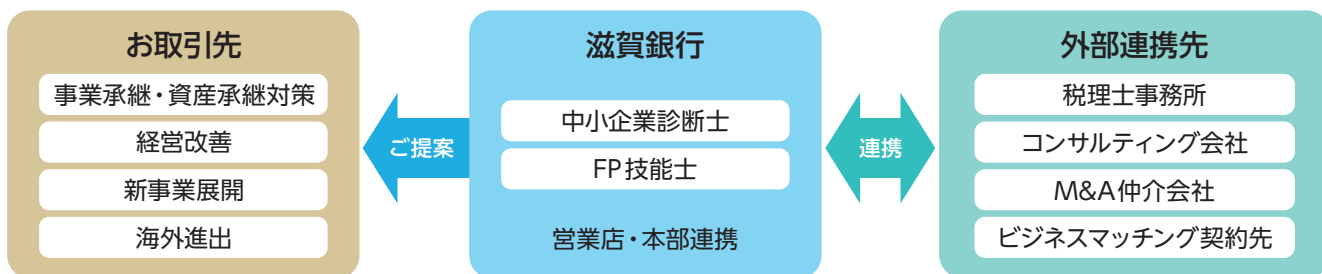 お取引先
事業承継・資産承継対策
経営改善
新事業展開
海外進出
ご提案
滋賀銀行
中小企業診断士
FP技能士
営業店・本部連携
連携
外部連携先
税理士事務所
コンサルティング会社
M&A仲介会社
ビジネスマッチング契約先